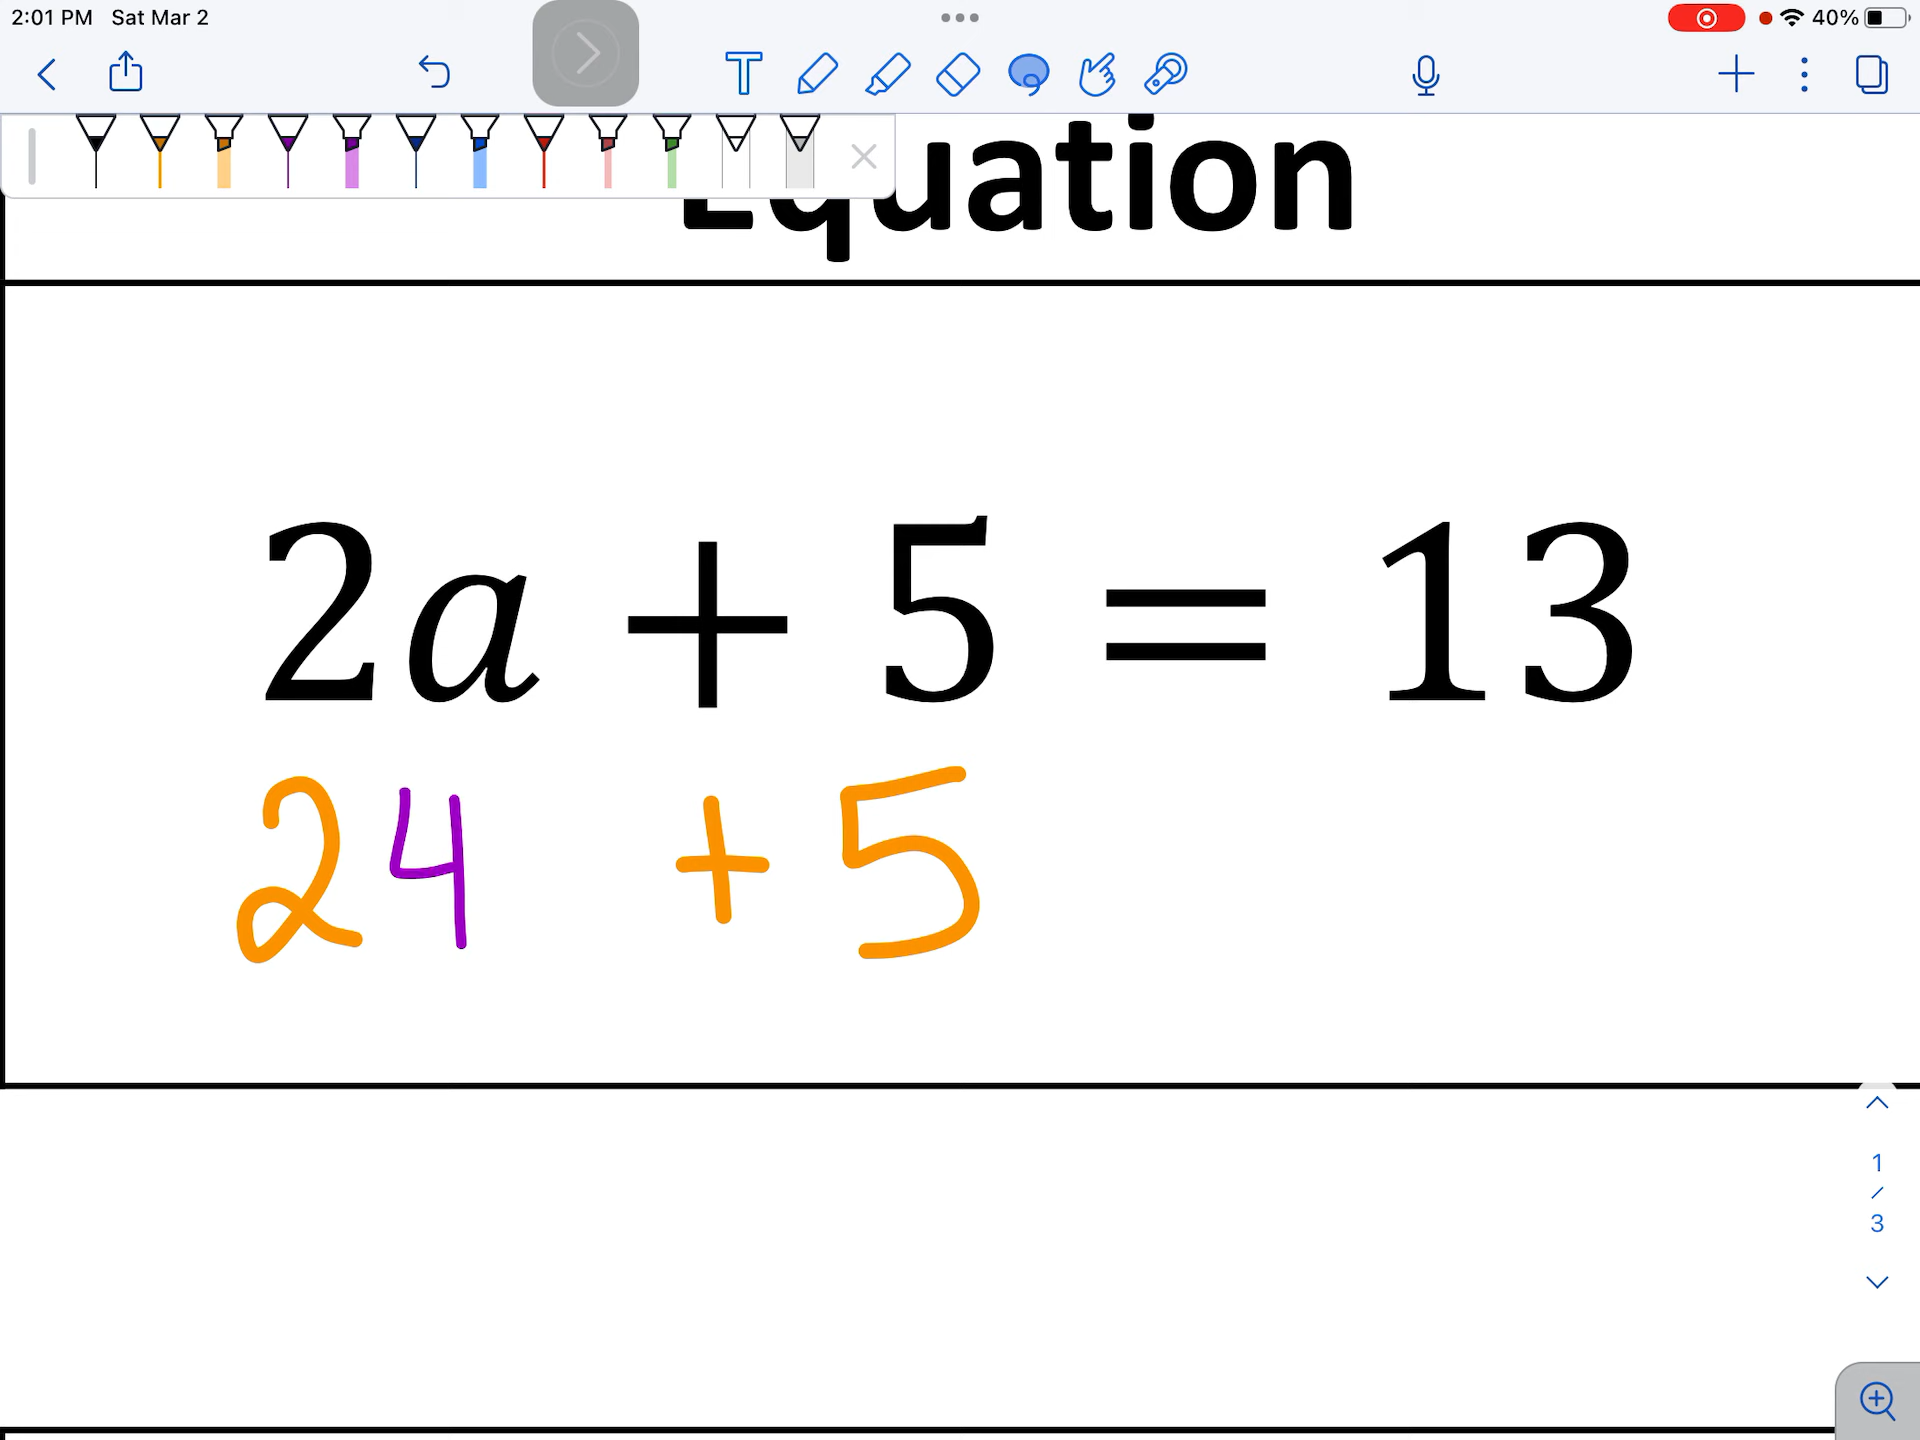 2:01 PM Sat Mar 2
40%
T
Equation
2a + 5 = 13
24 + 5
1
/
3